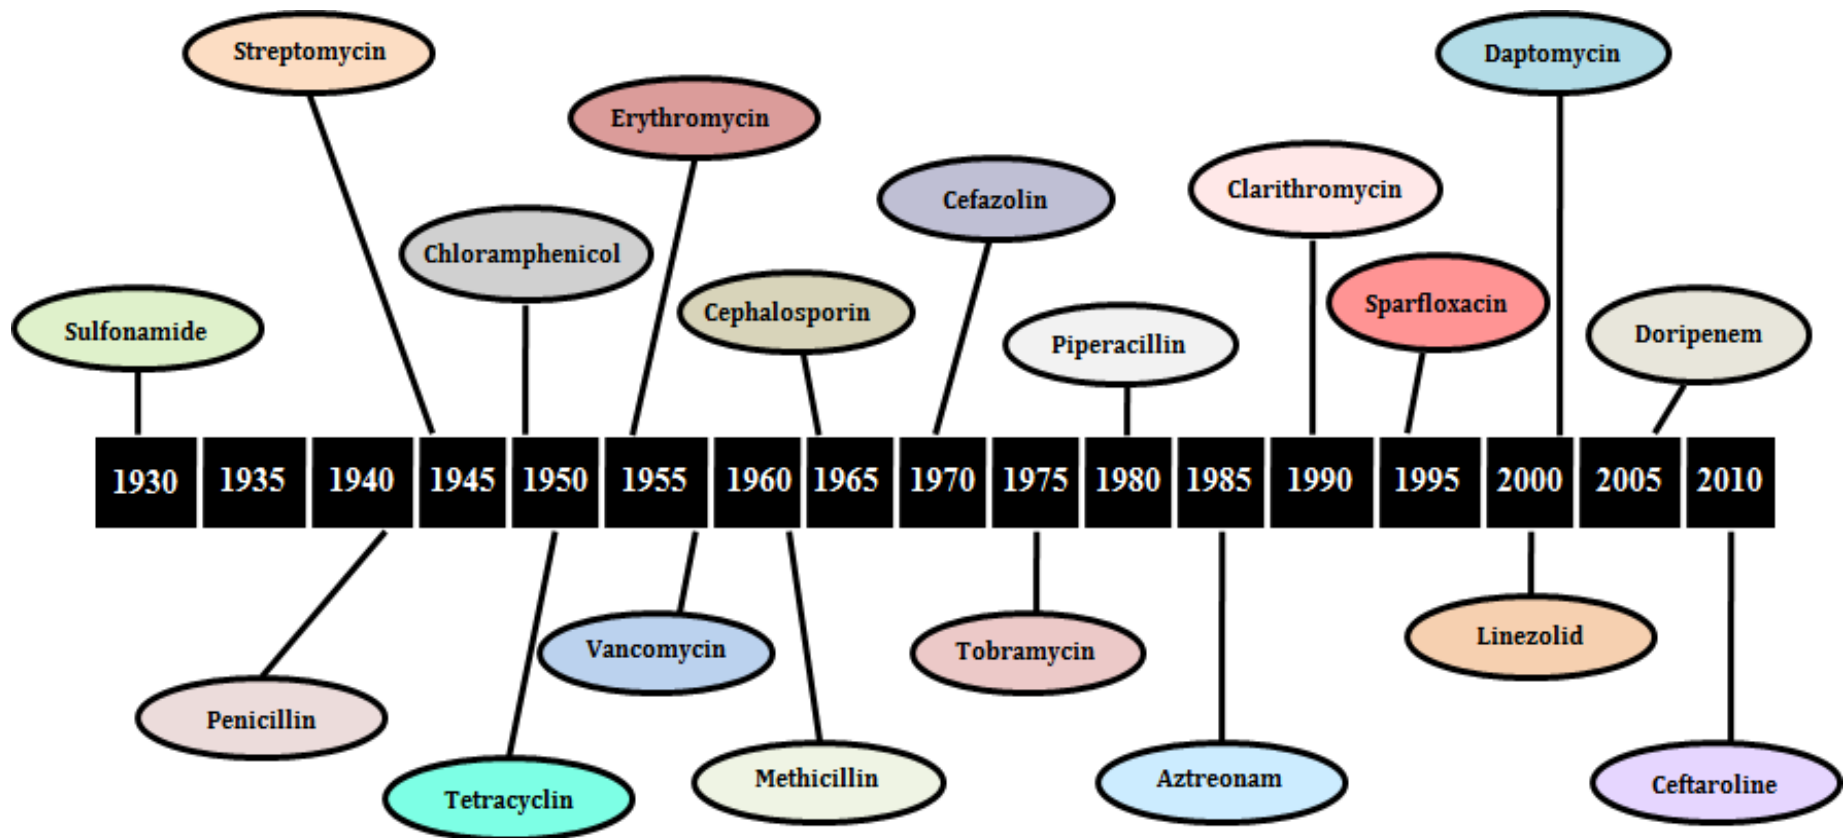 Streptomycin
Daptomycin
Erythromycin
Clarithromycin
Cefazolin
Chloramphenicol
Sparfloxacin
Cephalosporin
Sulfonamide
Doripenem
Piperacillin
1930 1935 1940 1945 1950 1955 1960 1965 1970 1975 1980 1985 1990 1995 2000 2005 2010
Linezolid
Vancomycin
Tobramycin
Penicillin
Methicillin
Aztreonam
Ceftaroline
Tetracyclin